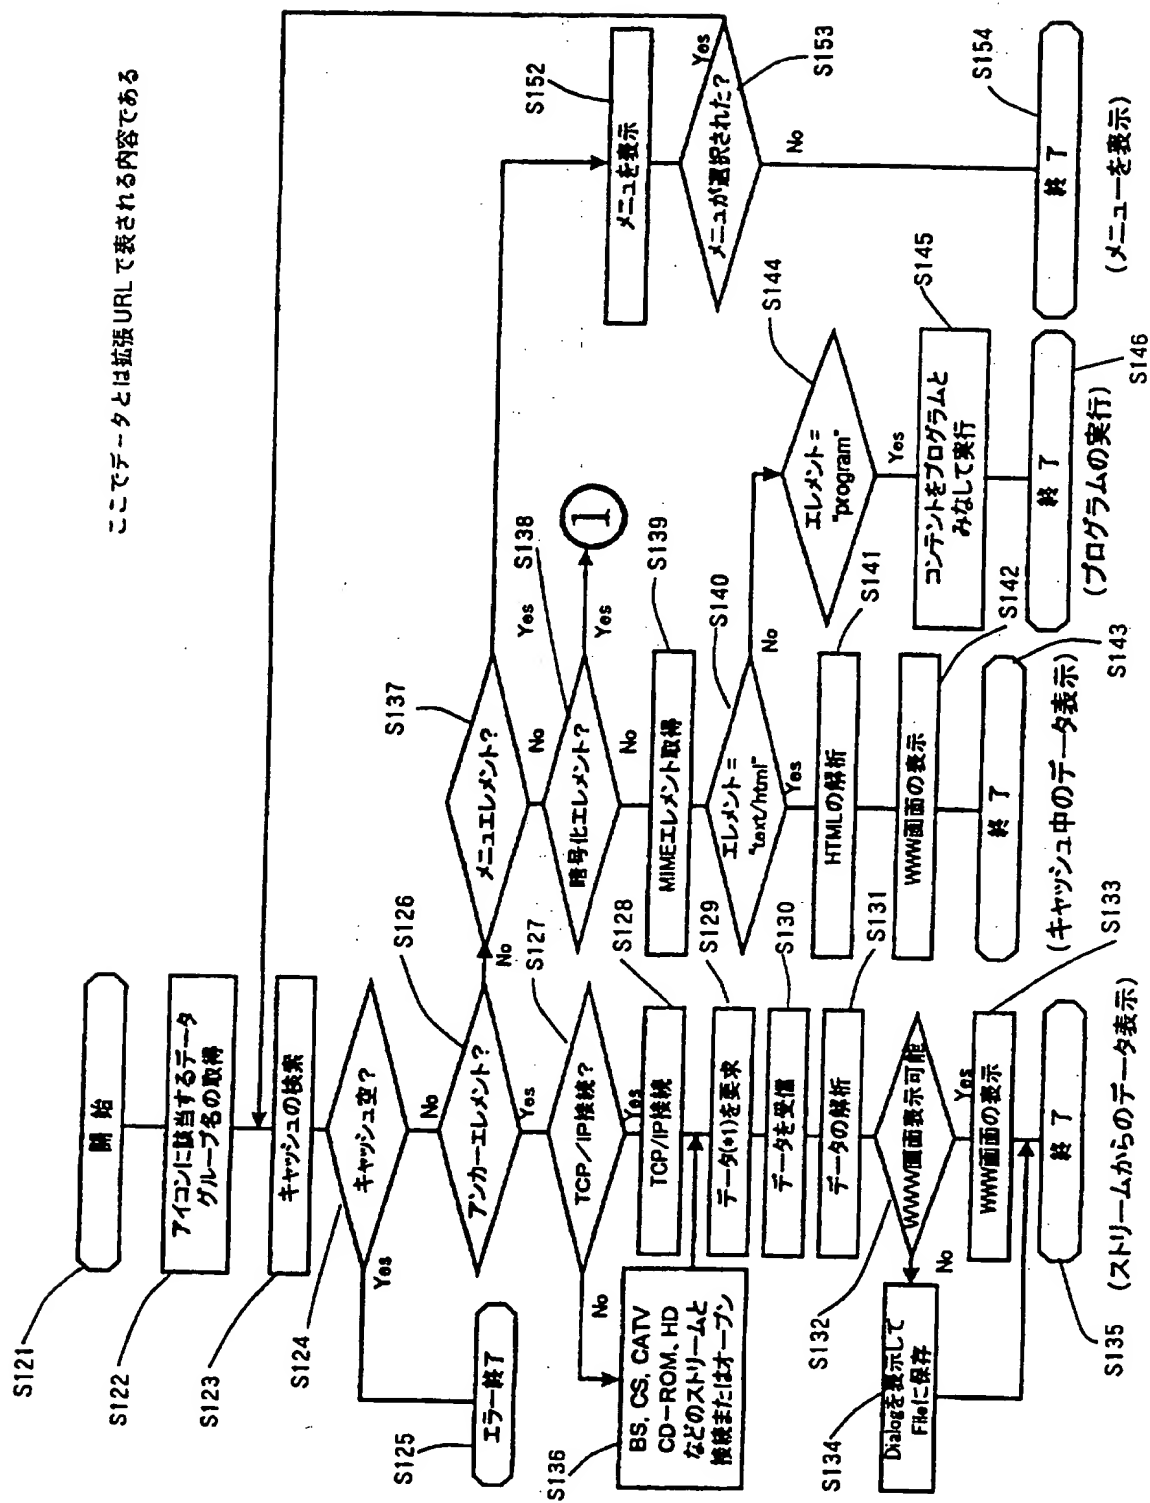 ここでデータとは拡張URLで表される内容である
S121
開 始
S122
アイコンに該当するデータ
グループ名の取得
S123
キャッシュの検索
S124
キャッシュ空?
Yes
No
S125
エラー終了
S126
アンカーエレメント?
No
Yes
S127
TCP/IP接続?
No
Yes
S136
BS, CS, CATV
CD-ROM, HD
などのストリームと
接続またはオープン
S128
TCP/IP接続
S129
データ(*1)を要求
S130
データを受信
S131
データの解析
S132
WWW画面表示可能
No
Yes
S134
Dialogを表示して
Fileに保存
S133
WWW画面の表示
S135
終 了
(ストリームからのデータ表示)
S137
メニュエレメント?
Yes
No
S138
暗号化エレメント?
Yes
1
No
S139
MIMEエレメント取得
S140
エレメント=
"text/html"
No
Yes
S141
HTMLの解析
S142
WWW画面の表示
S143
終 了
(キャッシュ中のデータ表示)
S144
エレメント=
"program"
Yes
S145
コンテントをプログラムと
みなして実行
S146
終 了
(プログラムの実行)
S152
メニュを表示
S153
メニュが選択された?
Yes
No
S154
終 了
(メニューを表示)